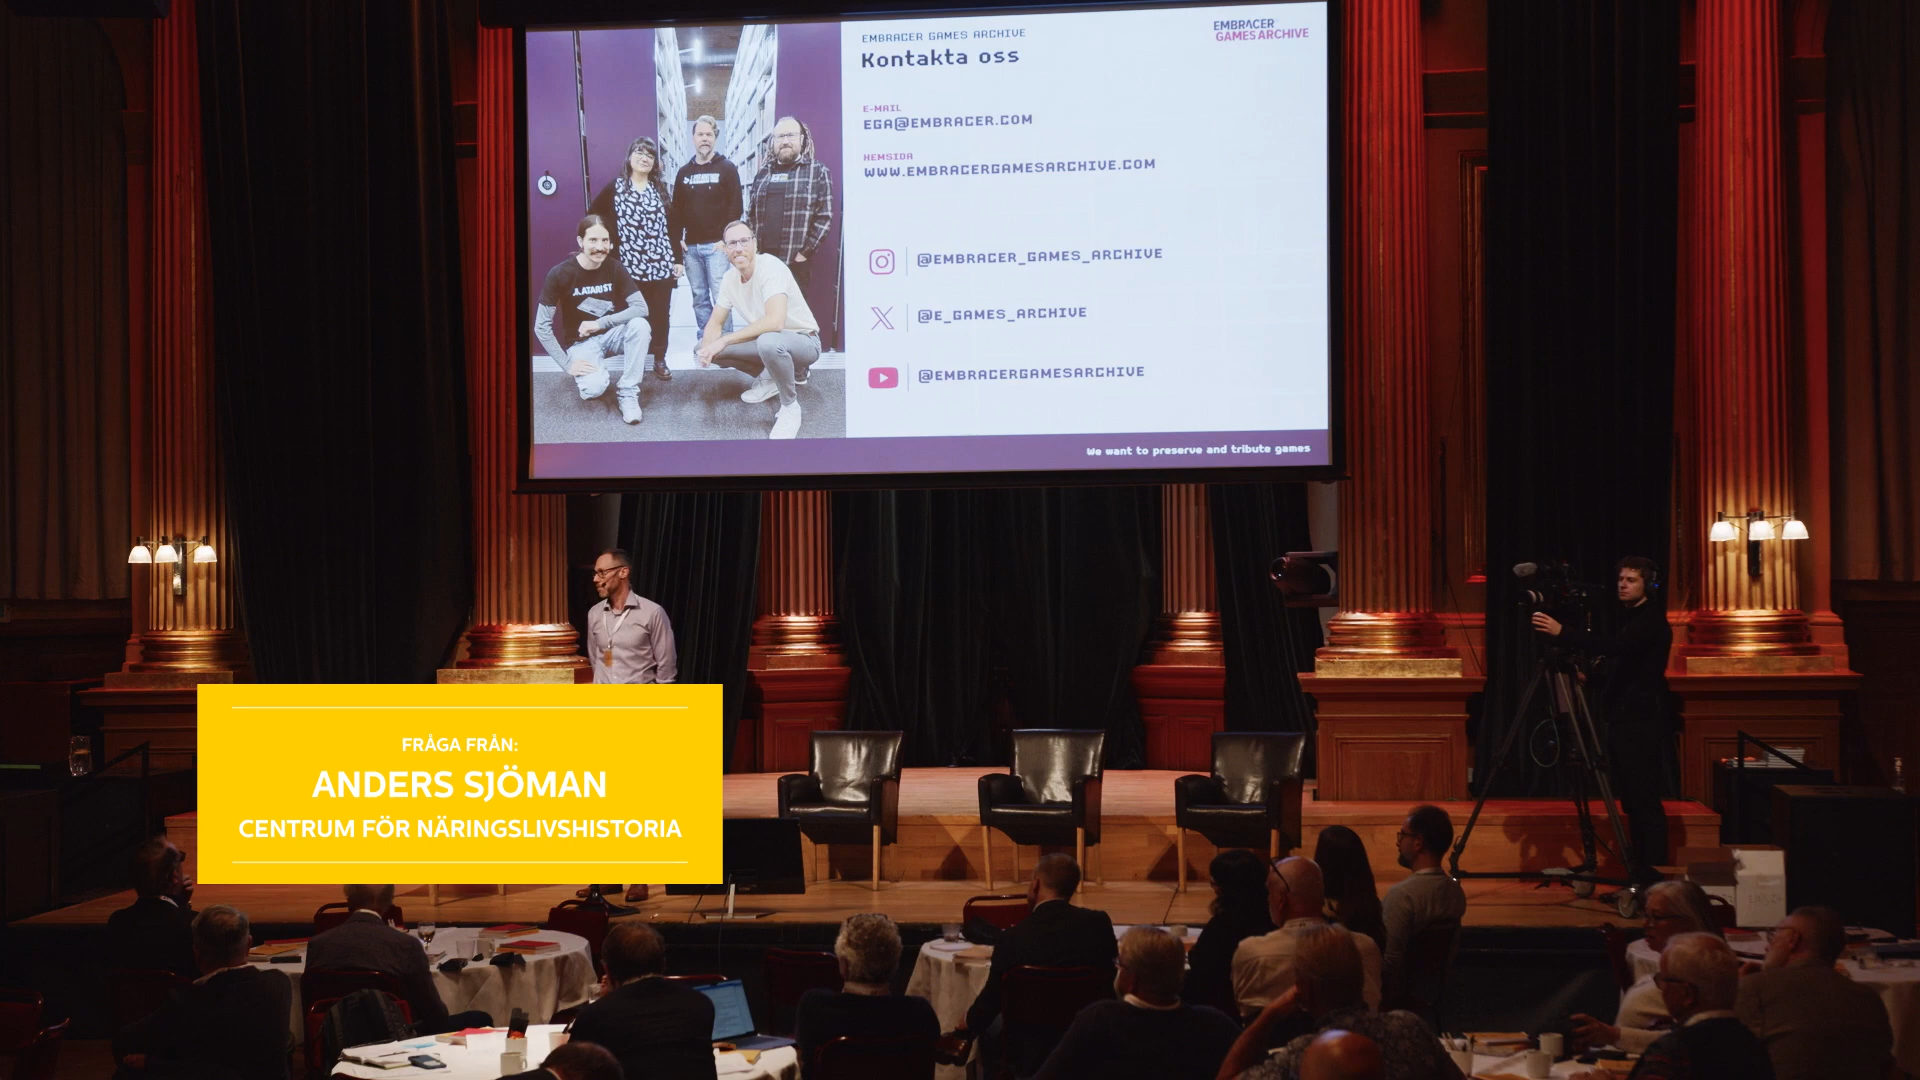 EMBRACER GAMES ARCHIVE
Kontakta oss
EMBRACER
GAMES ARCHIVE
E-MAIL
EGA@EMBRACER.COM
HEMSIDA
WWW.EMBRACERGAMESARCHIVE.COM
@EMBRACER_GAMES_ARCHIVE
@E_GAMES_ARCHIVE
@EMBRACERGAMESARCHIVE
We want to preserve and tribute games
FRÅGA FRÅN:
ANDERS SJÖMAN
CENTRUM FÖR NÄRINGSLIVSHISTORIA